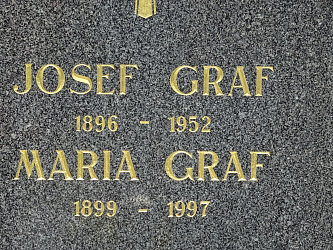 JOSEF GRAF
1896 - 1952
MARIA GRAF
1899 - 1997